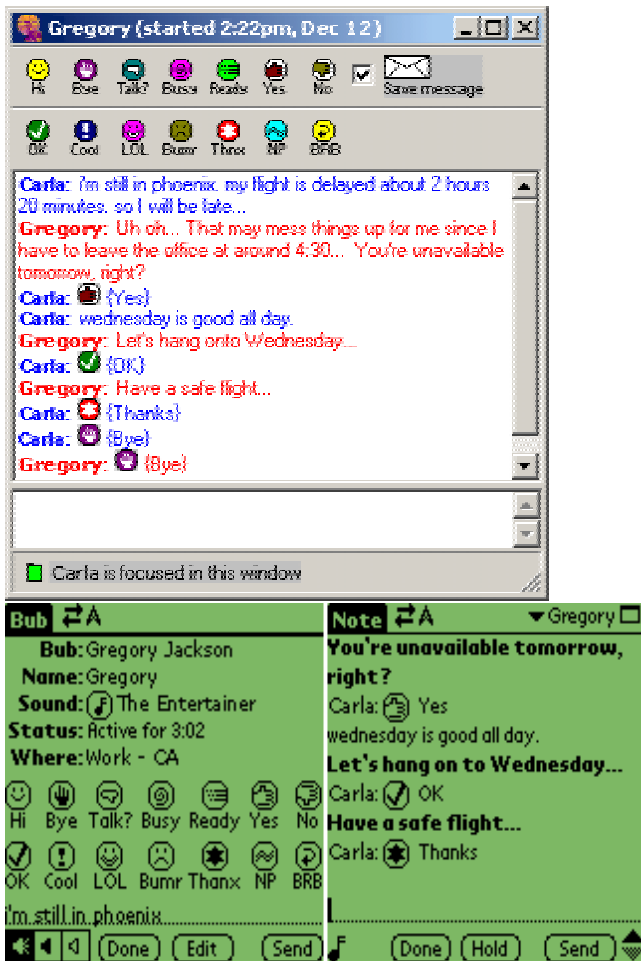 Gregory (started 2:22pm, Dec 12)
Hi Bye Talk? Busy Ready Yes No Save message
OK Cool LOL Bumr Thnx NP BRB
Carla: i'm still in phoenix. my flight is delayed about 2 hours
20 minutes. so I will be late...
Gregory: Uh oh... That may mess things up for me since I
have to leave the office at around 4:30... You're unavailable
tomorrow, right?
Carla: {Yes}
Carla: wednesday is good all day.
Gregory: Let's hang onto Wednesday...
Carla: {OK}
Gregory: Have a safe flight...
Carla: {Thanks}
Carla: {Bye}
Gregory: {Bye}
Carla is focused in this window
Bub A
Bub: Gregory Jackson
Name: Gregory
Sound: The Entertainer
Status: Active for 3:02
Where: Work - CA
Hi Bye Talk? Busy Ready Yes No
OK Cool LOL Bumr Thanx NP BRB
i'm still in phoenix
Done Edit Send
Note A Gregory
You're unavailable tomorrow,
right?
Carla: Yes
wednesday is good all day.
Let's hang on to Wednesday...
Carla: OK
Have a safe flight...
Carla: Thanks
Done Hold Send